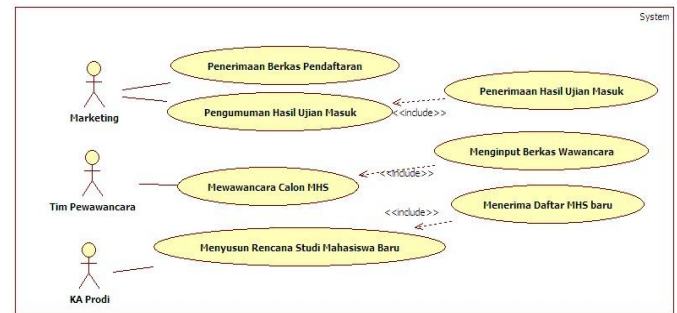 System
Penerimaan Berkas Pendaftaran
Penerimaan Hasil Ujian Masuk
Marketing
Pengumuman Hasil Ujian Masuk
<<include>>
Menginput Berkas Wawancara
<<include>>
Mewawancara Calon MHS
Tim Pewawancara
Menerima Daftar MHS baru
<<include>>
Menyusun Rencana Studi Mahasiswa Baru
KA Prodi